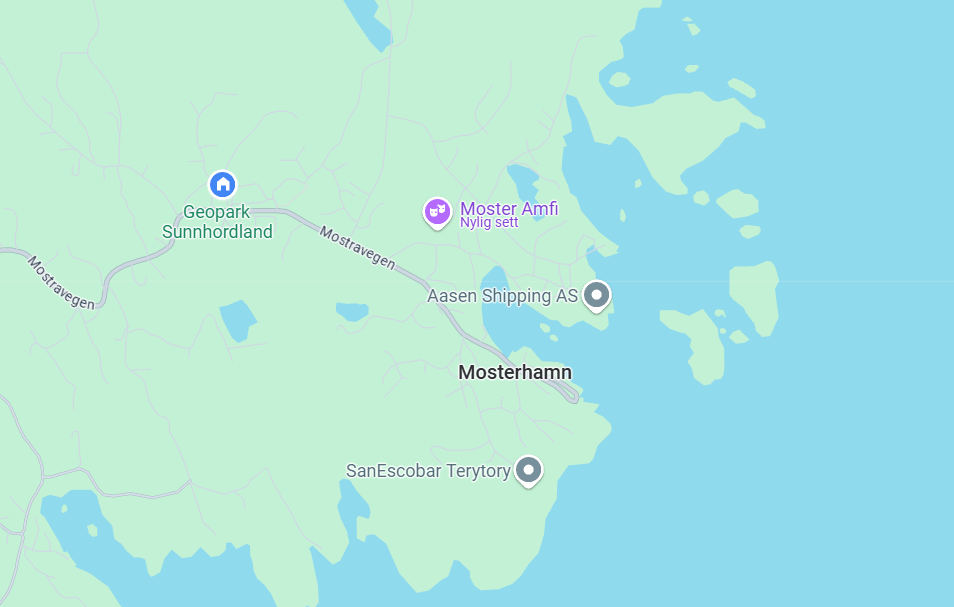 Moster Amfi
Nylig sett
Geopark
Sunnhordland
Mostravegen
Mostravegen
Aasen Shipping AS
Mosterhamn
SanEscobar Terytory